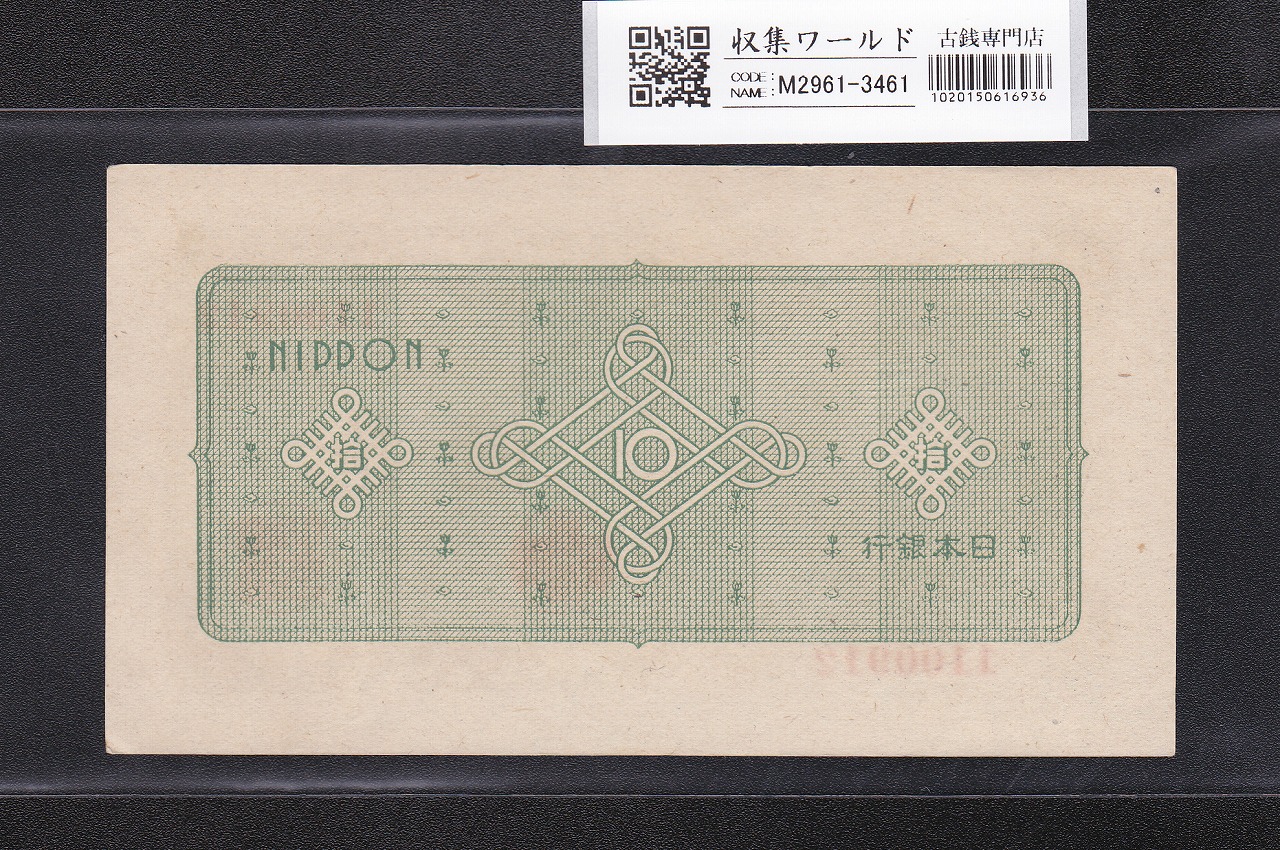 収集ワールド 古銭専門店
CODE:
NAME: M2961-3461
1020150616936
NIPPON
拾 10 拾
行銀本日
1100912